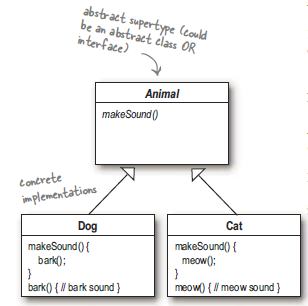 abstract supertype (could
be an abstract class OR
interface)
Animal
makeSound()
concrete
implementations
Dog
makeSound() {
bark();
}
bark() { // bark sound }
Cat
makeSound() {
meow();
}
meow() { // meow sound }